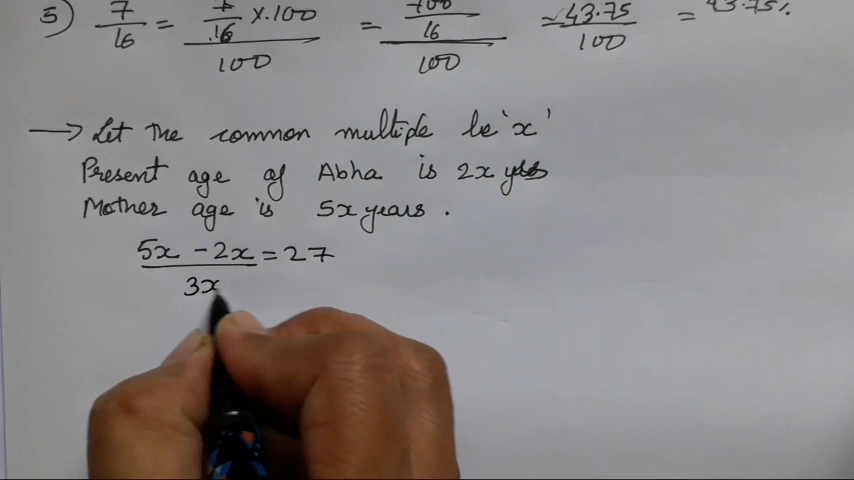 5) 7/16 = 7/16 x.100 / 100 = 700/16 / 100 = 43.75/100 = 43.75%
→ Let the common multiple be 'x'
Present age of Abha is 2x
Mother age is 5x years.
5x - 2x = 27
3x